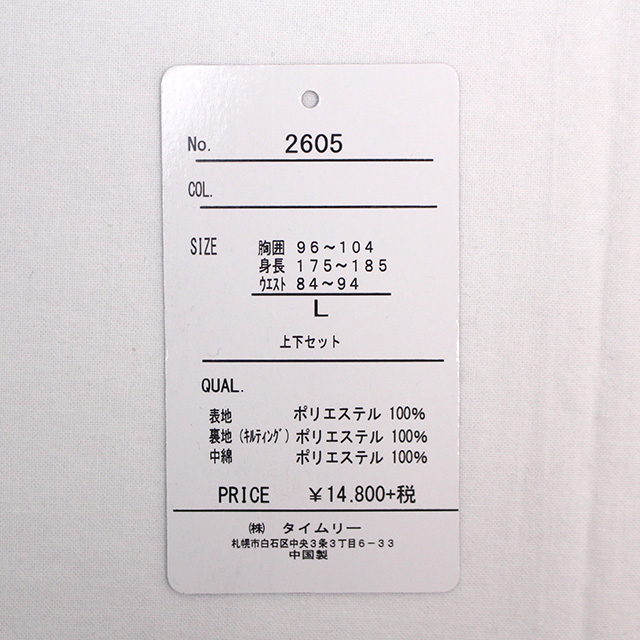 No. 2605
COL.
SIZE 胸囲 96~104
身長 175~185
ウエスト 84~94
L
上下セット
QUAL.
表地 ポリエステル 100%
裏地(キルティング) ポリエステル 100%
中綿 ポリエステル 100%
PRICE ¥14.800+税
(株) タイムリー
札幌市白石区中央3条3丁目6-33
中国製